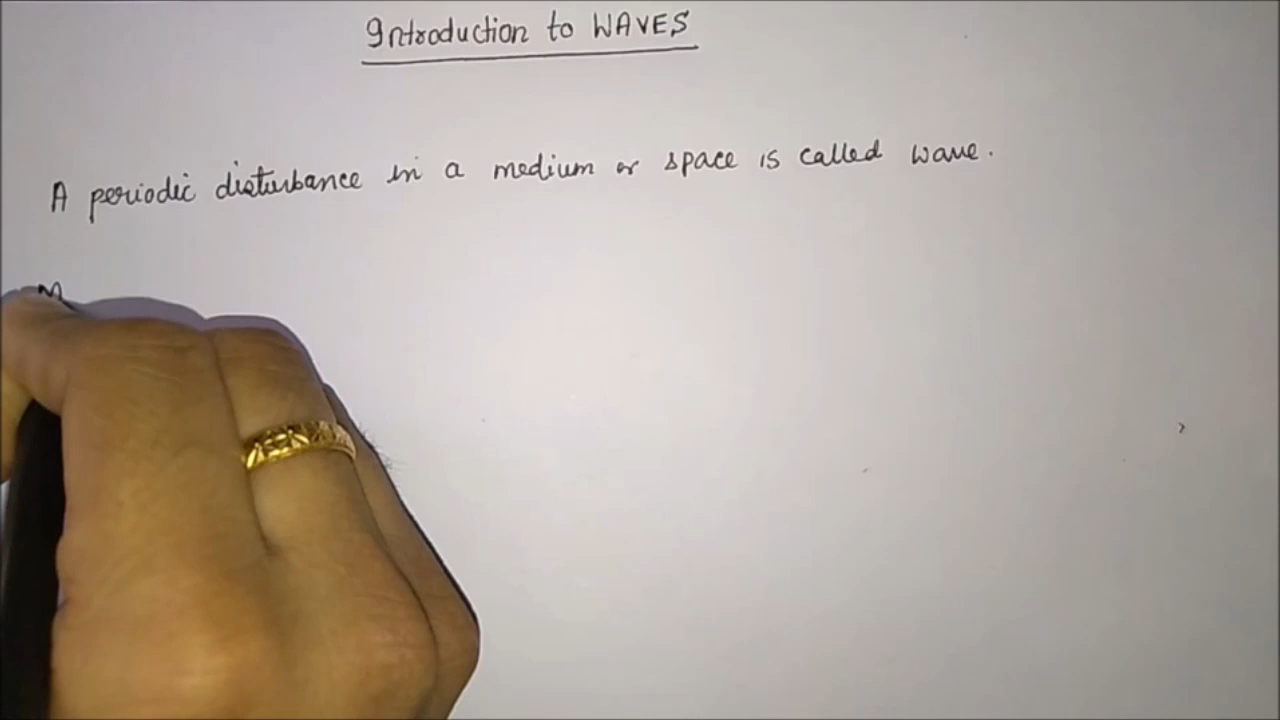 Introduction to WAVES
A periodic disturbance in a medium or space is called wave.